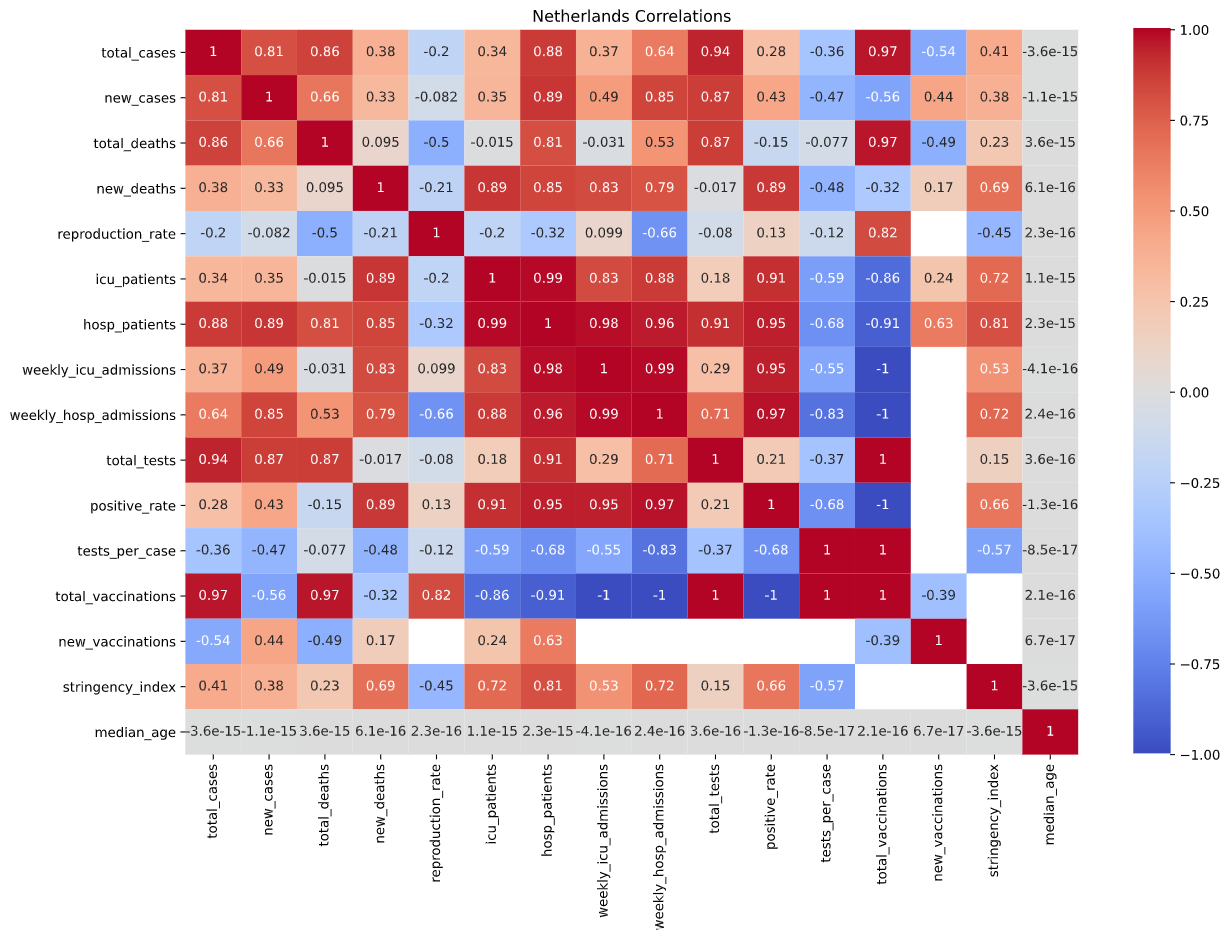 Netherlands Correlations
total_cases 1 0.81 0.86 0.38 -0.2 0.34 0.88 0.37 0.64 0.94 0.28 -0.36 0.97 -0.54 0.41 -3.6e-15
new_cases 0.81 1 0.66 0.33 -0.082 0.35 0.89 0.49 0.85 0.87 0.43 -0.47 -0.56 0.44 0.38 -1.1e-15
total_deaths 0.86 0.66 1 0.095 -0.5 -0.015 0.81 -0.031 0.53 0.87 -0.15 -0.077 0.97 -0.49 0.23 3.6e-15
new_deaths 0.38 0.33 0.095 1 -0.21 0.89 0.85 0.83 0.79 -0.017 0.89 -0.48 -0.32 0.17 0.69 6.1e-16
reproduction_rate -0.2 -0.082 -0.5 -0.21 1 -0.2 -0.32 0.099 -0.66 -0.08 0.13 -0.12 0.82 -0.45 2.3e-16
icu_patients 0.34 0.35 -0.015 0.89 -0.2 1 0.99 0.83 0.88 0.18 0.91 -0.59 -0.86 0.24 0.72 1.1e-15
hosp_patients 0.88 0.89 0.81 0.85 -0.32 0.99 1 0.98 0.96 0.91 0.95 -0.68 -0.91 0.63 0.81 2.3e-15
weekly_icu_admissions 0.37 0.49 -0.031 0.83 0.099 0.83 0.98 1 0.99 0.29 0.95 -0.55 -1 0.53 -4.1e-16
weekly_hosp_admissions 0.64 0.85 0.53 0.79 -0.66 0.88 0.96 0.99 1 0.71 0.97 -0.83 -1 0.72 2.4e-16
total_tests 0.94 0.87 0.87 -0.017 -0.08 0.18 0.91 0.29 0.71 1 0.21 -0.37 1 0.15 3.6e-16
positive_rate 0.28 0.43 -0.15 0.89 0.13 0.91 0.95 0.95 0.97 0.21 1 -0.68 -1 0.66 -1.3e-16
tests_per_case -0.36 -0.47 -0.077 -0.48 -0.12 -0.59 -0.68 -0.55 -0.83 -0.37 -0.68 1 1 -0.57 -8.5e-17
total_vaccinations 0.97 -0.56 0.97 -0.32 0.82 -0.86 -0.91 -1 -1 1 -1 1 1 -0.39 2.1e-16
new_vaccinations -0.54 0.44 -0.49 0.17 0.24 0.63 -0.39 1 6.7e-17
stringency_index 0.41 0.38 0.23 0.69 -0.45 0.72 0.81 0.53 0.72 0.15 0.66 -0.57 1 -3.6e-15
median_age -3.6e-15 -1.1e-15 3.6e-15 6.1e-16 2.3e-16 1.1e-15 2.3e-15 -4.1e-16 2.4e-16 3.6e-16 -1.3e-16 -8.5e-17 2.1e-16 6.7e-17 -3.6e-15 1
total_cases
new_cases
total_deaths
new_deaths
reproduction_rate
icu_patients
hosp_patients
weekly_icu_admissions
weekly_hosp_admissions
total_tests
positive_rate
tests_per_case
total_vaccinations
new_vaccinations
stringency_index
median_age
1.00
0.75
0.50
0.25
0.00
−0.25
−0.50
−0.75
−1.00